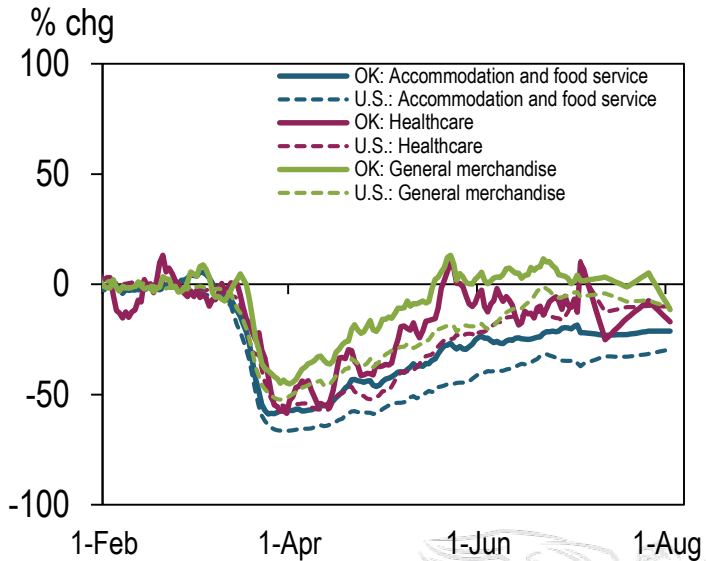 % chg
100
50
0
-50
-100
OK: Accommodation and food service
U.S.: Accommodation and food service
OK: Healthcare
U.S.: Healthcare
OK: General merchandise
U.S.: General merchandise
1-Feb
1-Apr
1-Jun
1-Aug